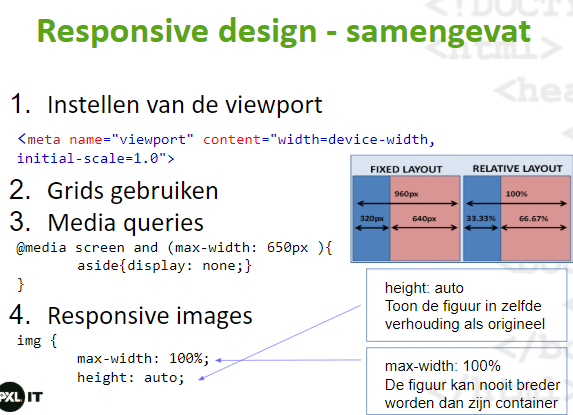 Responsive design - samengevat
1. Instellen van de viewport
<meta name="viewport" content="width=device-width,
initial-scale=1.0">
2. Grids gebruiken
3. Media queries
@media screen and (max-width: 650px ){
aside{display: none;}
}
4. Responsive images
img {
max-width: 100%;
height: auto;
FIXED LAYOUT
960px
320px 640px
RELATIVE LAYOUT
100%
33.33% 66.67%
height: auto
Toon de figuur in zelfde
verhouding als origineel
max-width: 100%
De figuur kan nooit breder
worden dan zijn container
PXL IT
<!DOCTY
<html>
<hea
</html>